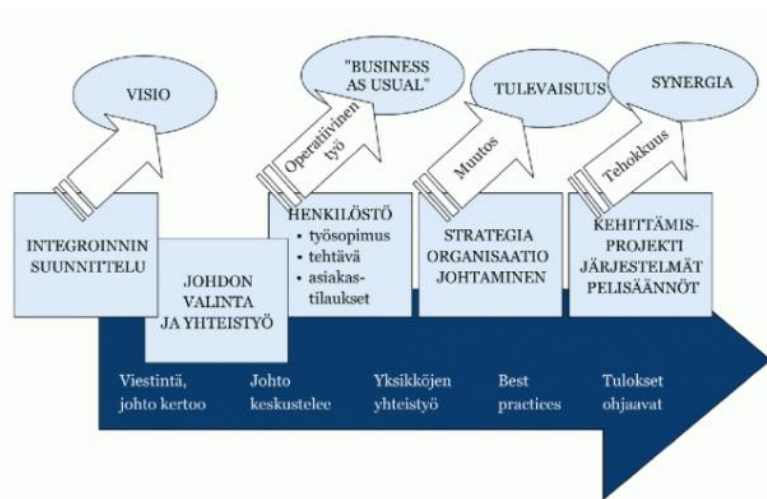 VISIO
"BUSINESS
AS USUAL"
TULEVAISUUS
SYNERGIA
Operatiivinen
työ
Muutos
Tehokkuus
INTEGROINNIN
SUUNNITTELU
JOHDON
VALINTA
JA YHTEISTYÖ
HENKILÖSTÖ
• työsopimus
• tehtävä
• asiakas-
tilaukset
STRATEGIA
ORGANISAATIO
JOHTAMINEN
KEHITTÄMIS-
PROJEKTI
JÄRJESTELMÄT
PELISÄÄNNÖT
Viestintä,
johto kertoo
Johto
keskustelee
Yksikköjen
yhteistyö
Best
practices
Tulokset
ohjaavat